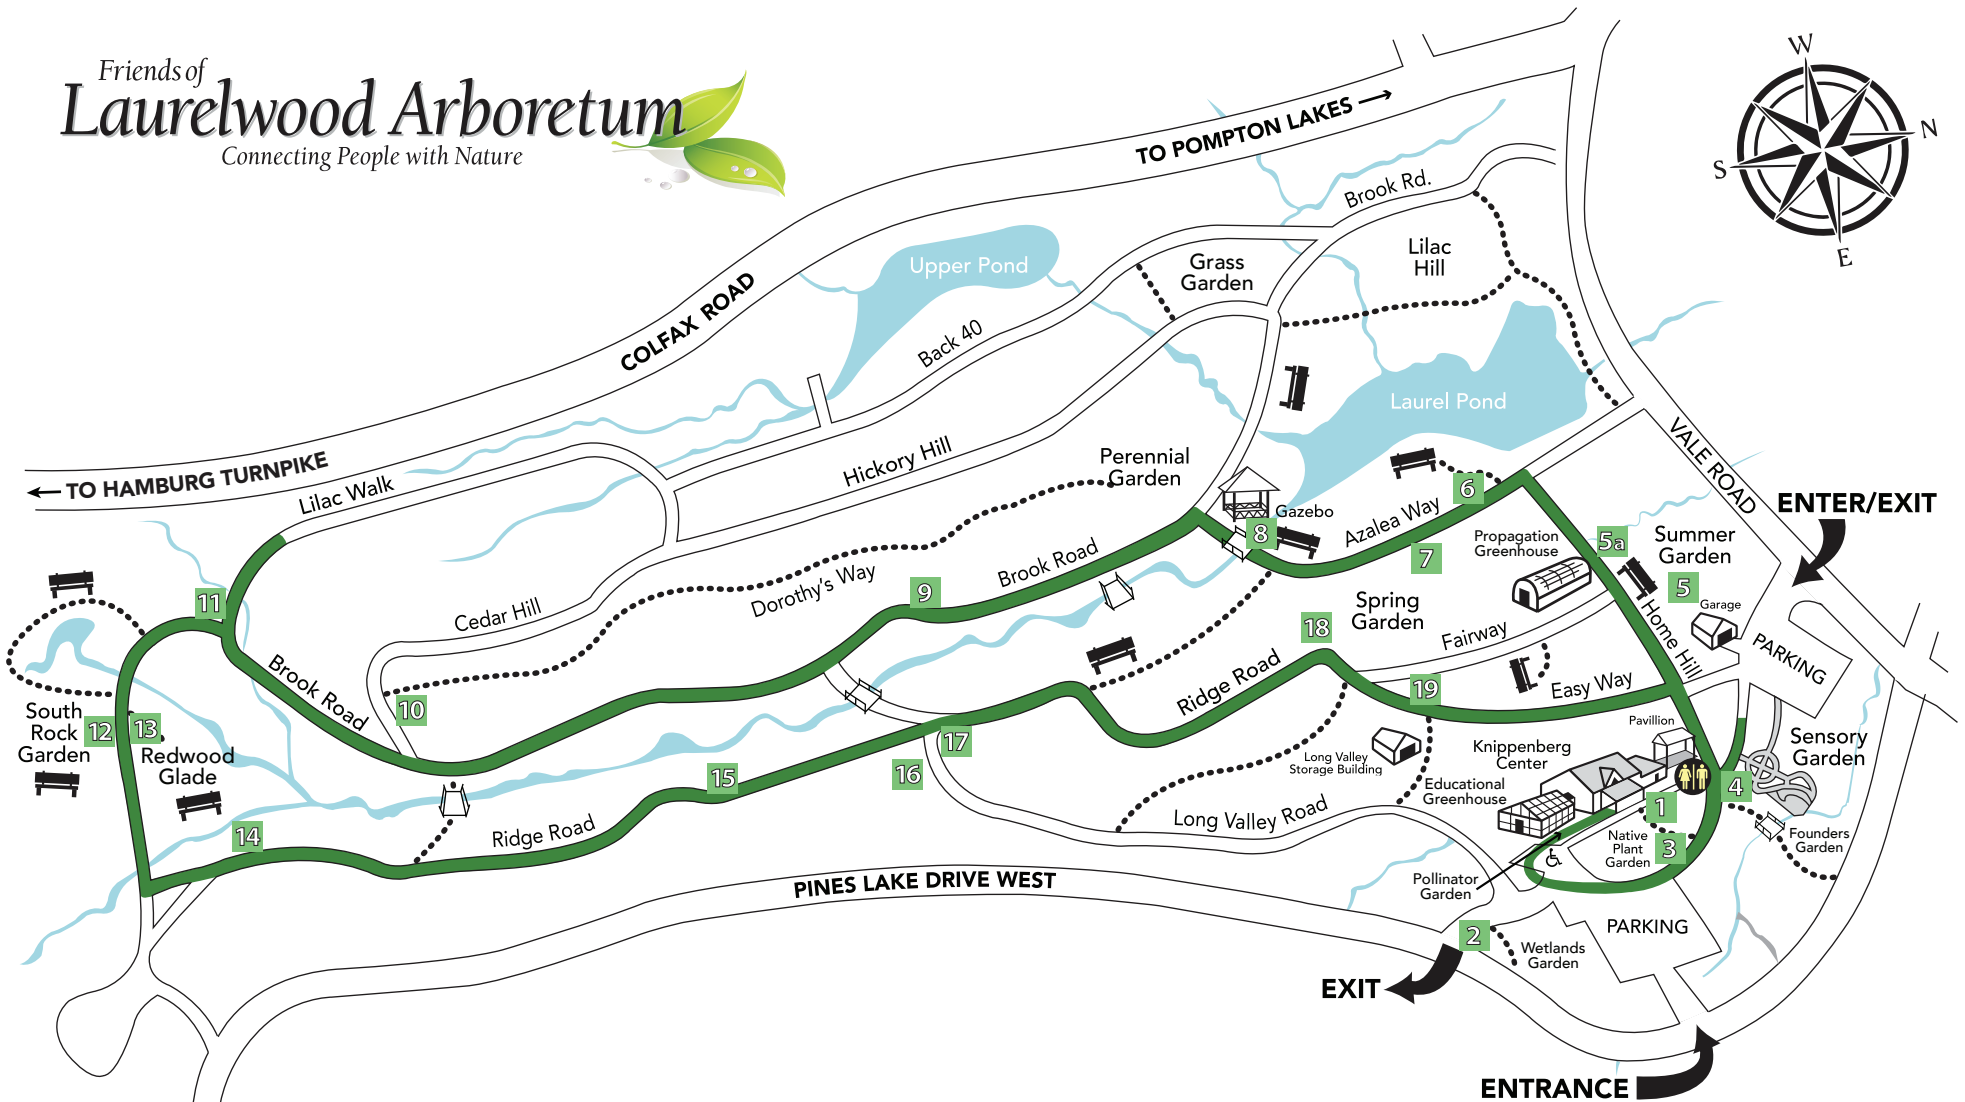 Friends of
Laurelwood Arboretum
Connecting People with Nature
W
N
S
E
TO POMPTON LAKES
Brook Rd.
Lilac
Hill
Grass
Garden
Upper Pond
COLFAX ROAD
Back 40
Laurel Pond
VALE ROAD
TO HAMBURG TURNPIKE
Lilac Walk
Hickory Hill
Perennial
Garden
Gazebo
8
Azalea Way
6
7
Propagation
Greenhouse
5a
Summer
Garden
5
Garage
ENTER/EXIT
PARKING
Home Hill
11
Cedar Hill
Dorothy's Way
9
Brook Road
18
Spring
Garden
Fairway
19
Easy Way
Ridge Road
Brook Road
10
South
Rock
Garden
12
13
Redwood
Glade
14
15
Ridge Road
16
17
Long Valley
Storage Building
Long Valley Road
Knippenberg
Center
Educational
Greenhouse
Pavillion
Sensory
Garden
4
1
Native
Plant
Garden
3
Founders
Garden
Pollinator
Garden
PINES LAKE DRIVE WEST
2
Wetlands
Garden
PARKING
EXIT
ENTRANCE